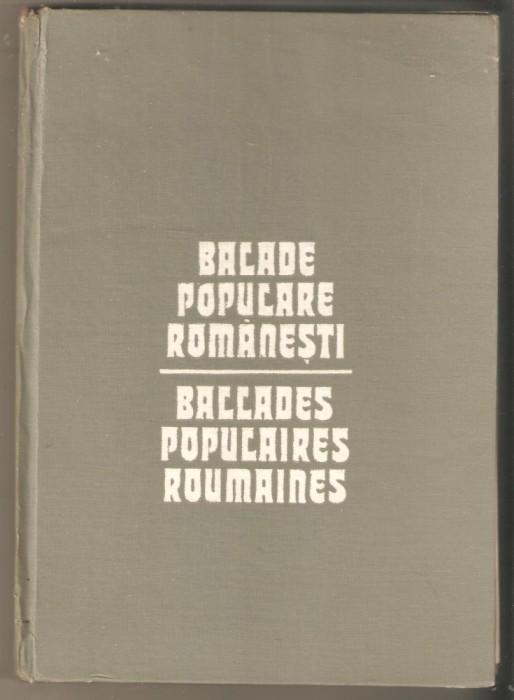 BALADE
POPULARE
ROMÂNEȘTI
BALLADES
POPULAIRES
ROUMAINES